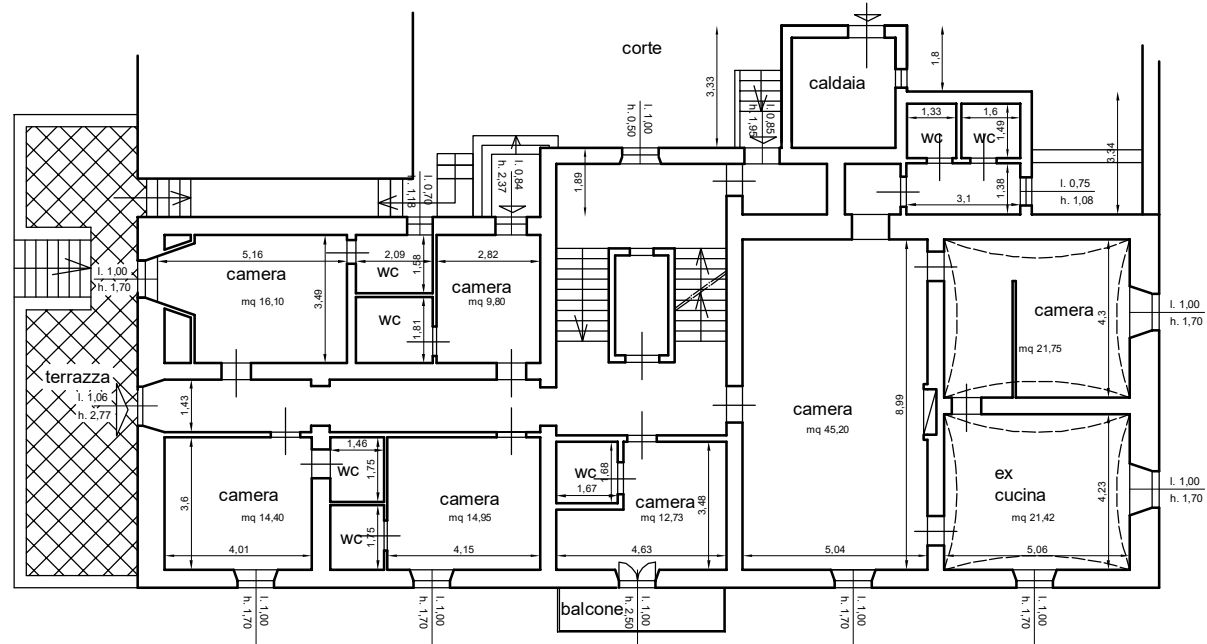 corte
3,33
caldaia
1,8
l. 0,85
h. 1,95
l. 1,00
h. 0,50
1,33
wc
1,6
wc
1,49
3,34
1,89
1,38
3,1
l. 0,75
h. 1,08
l. 0,70
h. 1,18
l. 0,84
h. 2,37
5,16
camera
mq 16,10
3,49
2,09
wc
1,58
wc
1,81
2,82
camera
mq 9,80
l. 1,00
h. 1,70
camera
mq 21,75
4,3
l. 1,00
h. 1,70
terrazza
l. 1,06
h. 2,77
1,43
camera
mq 45,20
8,99
5,04
3,6
camera
mq 14,40
4,01
1,46
wc
1,75
wc
1,75
camera
mq 14,95
4,15
wc
1,68
1,67
camera
mq 12,73
3,48
4,63
ex
cucina
mq 21,42
4,23
5,06
l. 1,00
h. 1,70
l. 1,00
h. 1,70
l. 1,00
h. 1,70
balcone
l. 1,00
h. 2,50
l. 1,00
h. 1,70
l. 1,00
h. 1,70